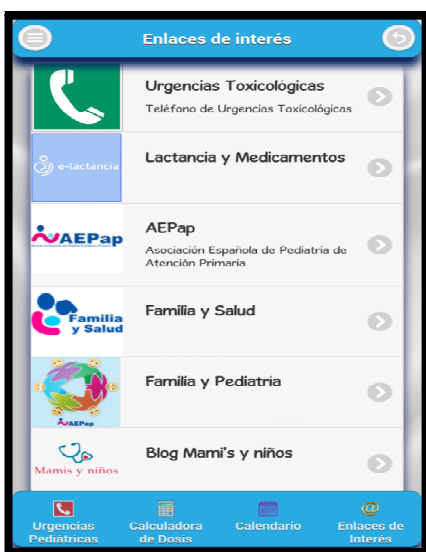 Enlaces de interés
Urgencias Toxicológicas
Teléfono de Urgencias Toxicológicas
e-lactancia
Lactancia y Medicamentos
AEPap
AEPap
Asociación Española de Pediatría de
Atención Primaria
Familia
y Salud
Familia y Salud
Familia y Pediatría
AEPap
Blog Mami's y niños
Mamis y niños
Urgencias
Pediátricas
Calculadora
de Dosis
Calendario
Enlaces de
Interés